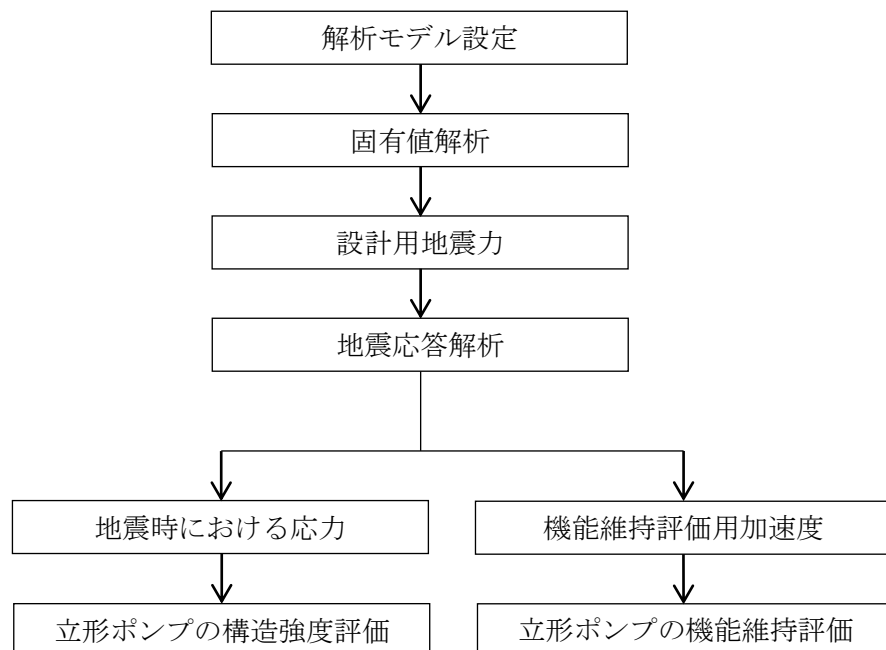 解析モデル設定
固有値解析
設計用地震力
地震応答解析
地震時における応力
機能維持評価用加速度
立形ポンプの構造強度評価
立形ポンプの機能維持評価